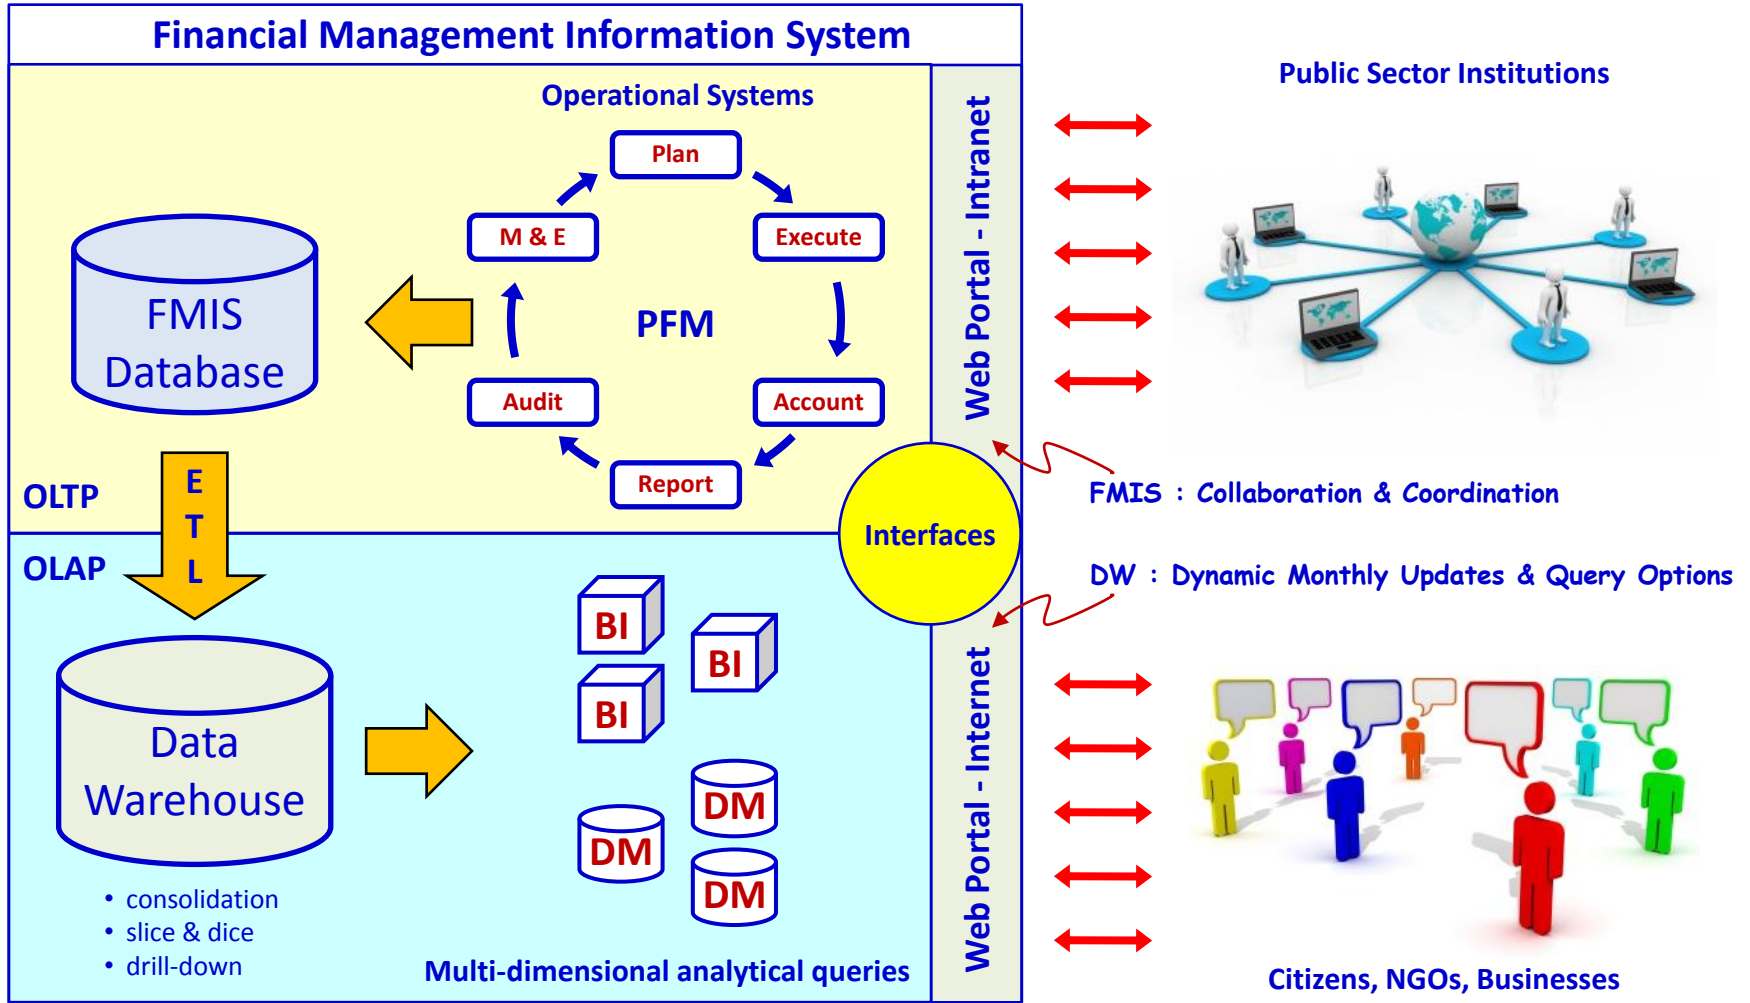 Financial Management Information System
Operational Systems
Plan
Execute
Account
Report
Audit
M & E
PFM
FMIS
Database
OLTP
E
T
L
OLAP
Data
Warehouse
• consolidation
• slice & dice
• drill-down
BI
BI
BI
DM
DM
DM
Multi-dimensional analytical queries
Interfaces
Web Portal - Intranet
Web Portal - Internet
Public Sector Institutions
FMIS : Collaboration & Coordination
DW : Dynamic Monthly Updates & Query Options
Citizens, NGOs, Businesses